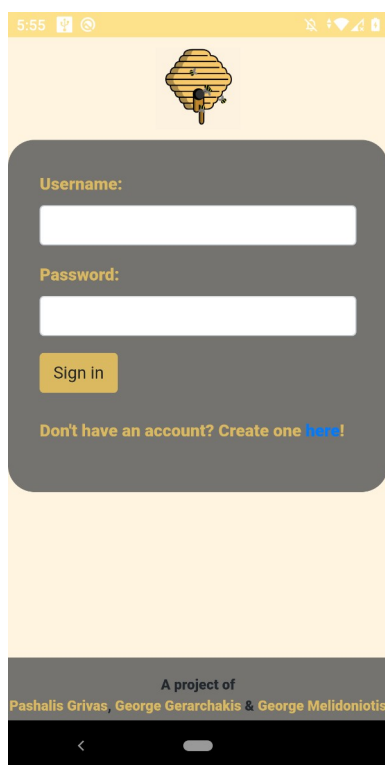 5:55
Username:
Password:
Sign in
Don't have an account? Create one here!
A project of
Pashalis Grivas, George Gerarchakis & George Melidoniotis